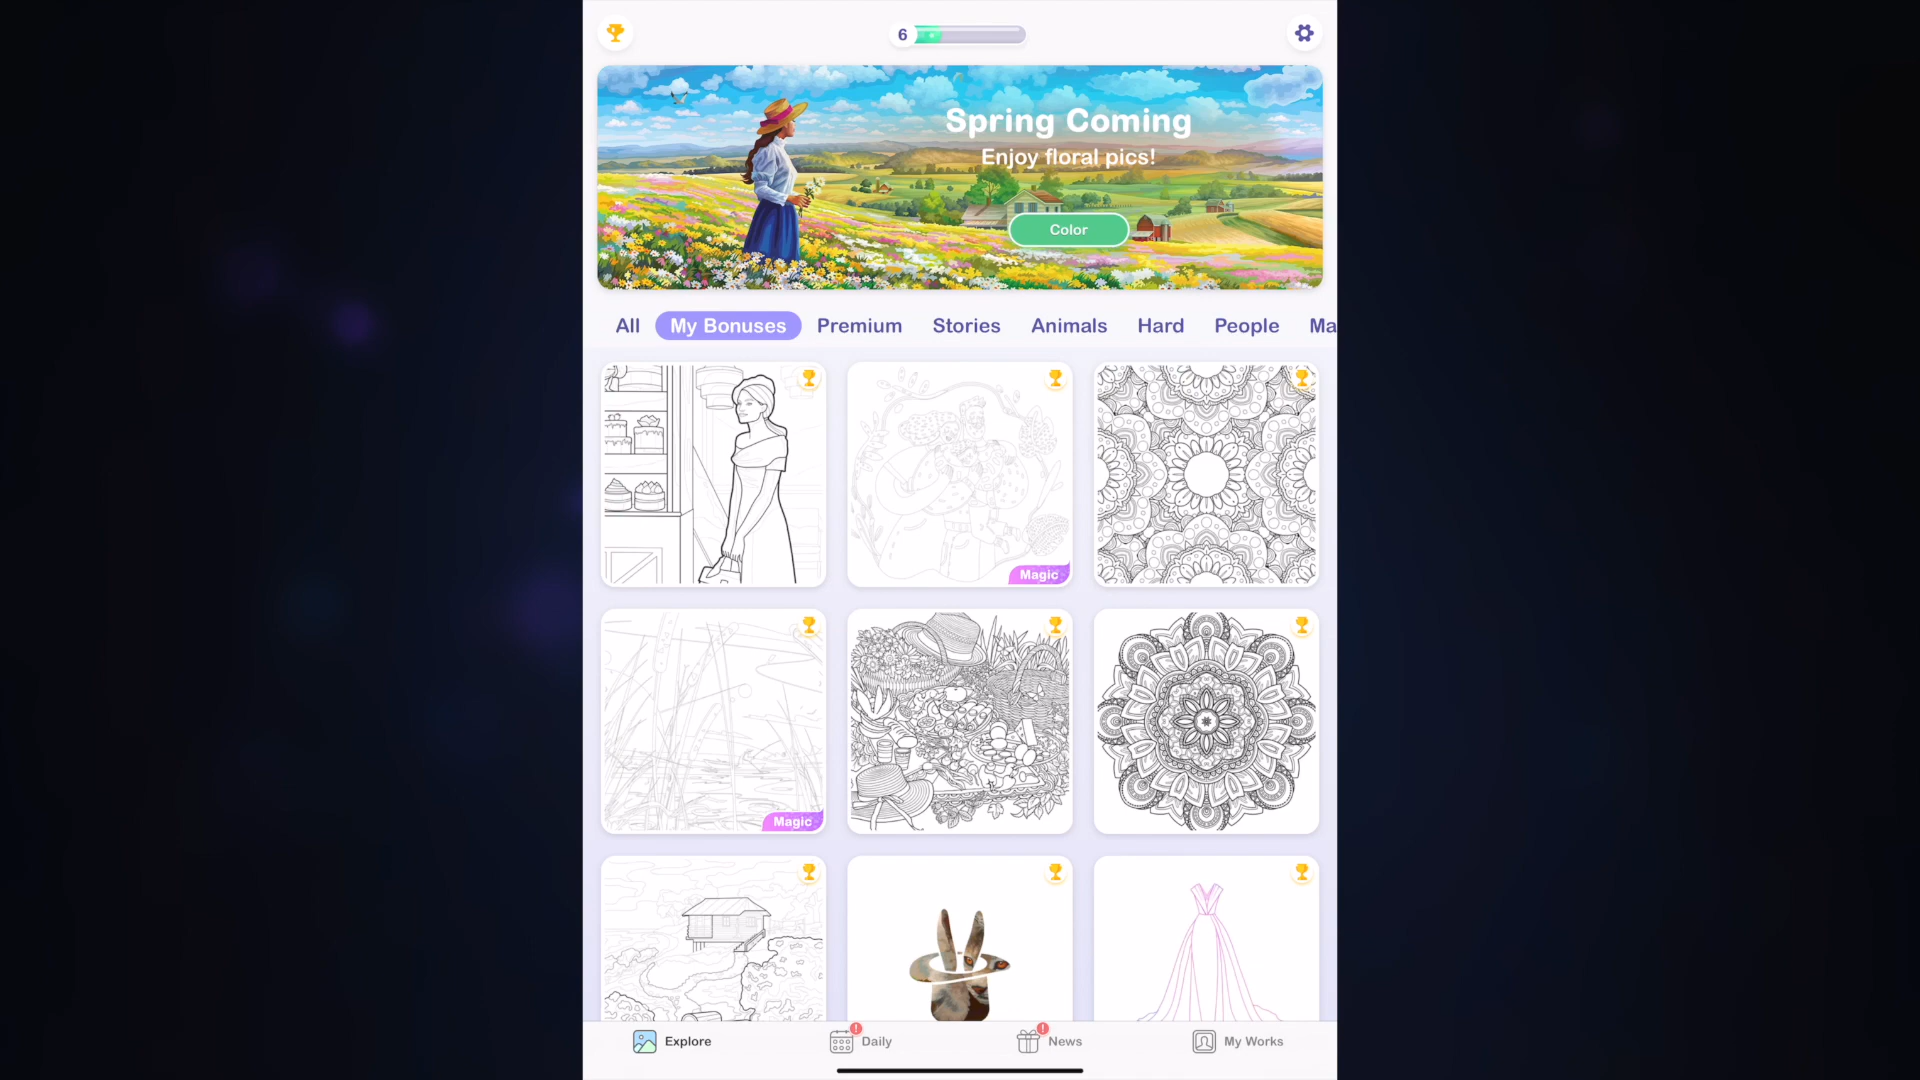 6
Spring Coming
Enjoy floral pics!
Color
All My Bonuses Premium Stories Animals Hard People Ma
Magic
Magic
Explore Daily News My Works